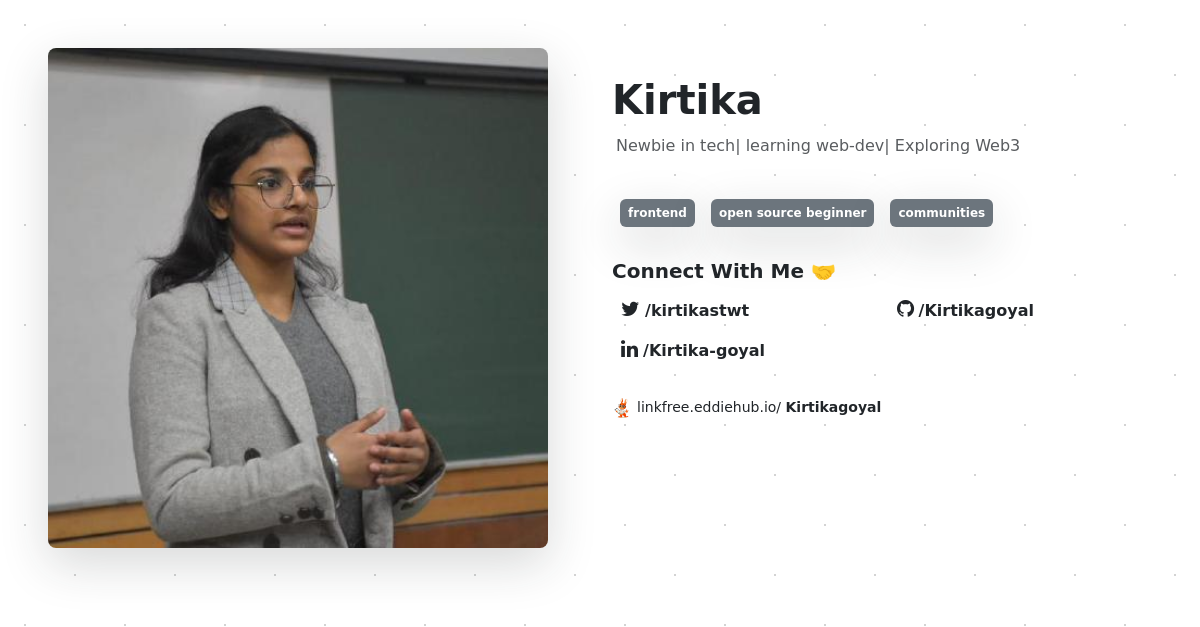 Kirtika
Newbie in tech| learning web-dev| Exploring Web3
frontend open source beginner communities
Connect With Me 🤝
/kirtikastwt /Kirtikagoyal
/Kirtika-goyal
linkfree.eddiehub.io/ Kirtikagoyal